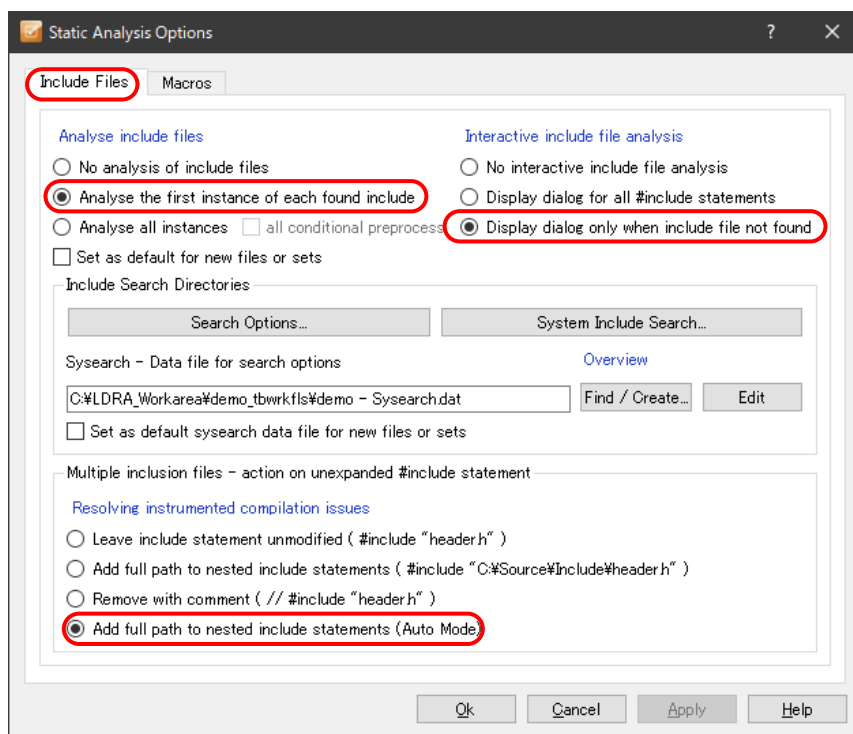 Static Analysis Options
Include Files
Macros
Analyse include files
Interactive include file analysis
No analysis of include files
No interactive include file analysis
Analyse the first instance of each found include
Display dialog for all #include statements
Analyse all instances
all conditional preprocess
Display dialog only when include file not found
Set as default for new files or sets
Include Search Directories
Search Options...
System Include Search...
Sysearch - Data file for search options
Overview
C:¥LDRA_Workarea¥demo_tbwrkfls¥demo - Sysearch.dat
Find / Create...
Edit
Set as default sysearch data file for new files or sets
Multiple inclusion files - action on unexpanded #include statement
Resolving instrumented compilation issues
Leave include statement unmodified ( #include "header.h" )
Add full path to nested include statements ( #include "C:¥Source¥Include¥header.h" )
Remove with comment ( // #include "header.h" )
Add full path to nested include statements (Auto Mode)
Ok
Cancel
Apply
Help